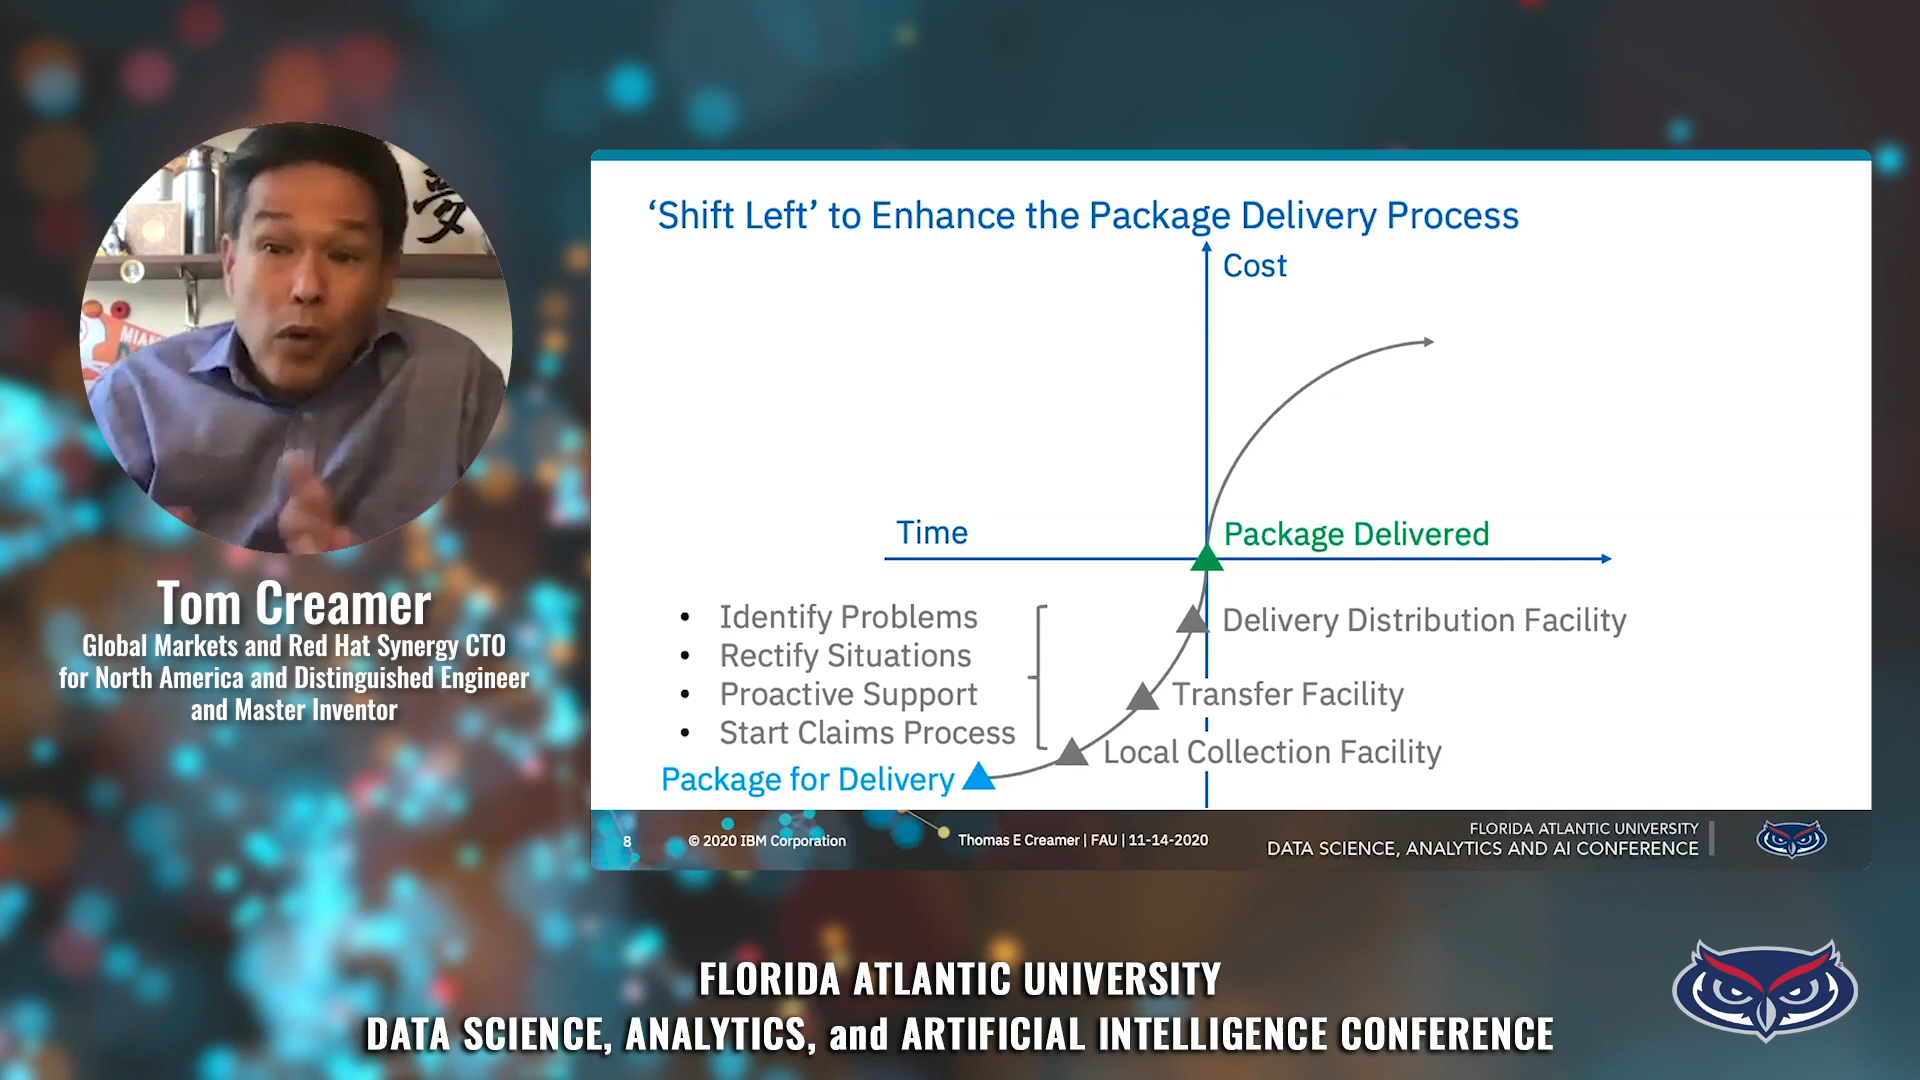 夢
MIAM
Tom Creamer
Global Markets and Red Hat Synergy CTO
for North America and Distinguished Engineer
and Master Inventor
‘Shift Left’ to Enhance the Package Delivery Process
Cost
Time
Package Delivered
• Identify Problems
• Rectify Situations
• Proactive Support
• Start Claims Process
Delivery Distribution Facility
Transfer Facility
Local Collection Facility
Package for Delivery
8
© 2020 IBM Corporation
Thomas E Creamer | FAU | 11-14-2020
FLORIDA ATLANTIC UNIVERSITY
DATA SCIENCE, ANALYTICS AND AI CONFERENCE
FLORIDA ATLANTIC UNIVERSITY
DATA SCIENCE, ANALYTICS, and ARTIFICIAL INTELLIGENCE CONFERENCE